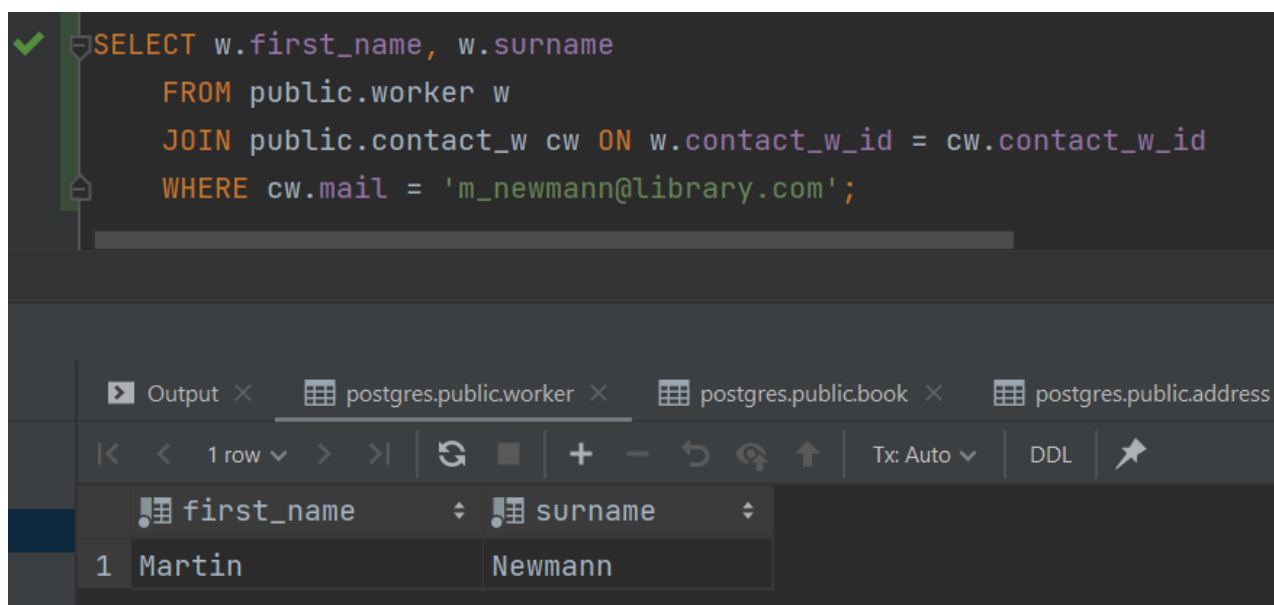 SELECT w.first_name, w.surname
FROM public.worker w
JOIN public.contact_w cw ON w.contact_w_id = cw.contact_w_id
WHERE cw.mail = 'm_newmann@library.com';
Output postgres.public.worker postgres.public.book postgres.public.address
1 row Tx: Auto DDL
first_name surname
1 Martin Newmann